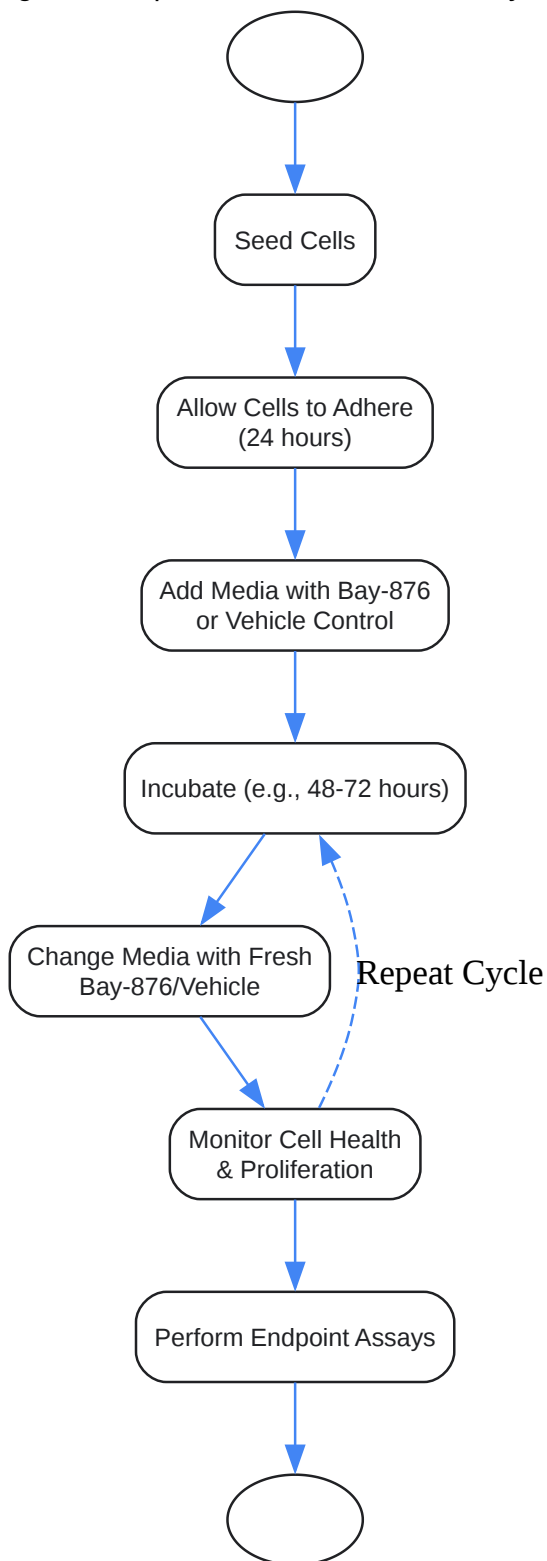 Seed Cells
Allow Cells to Adhere
(24 hours)
Add Media with Bay-876
or Vehicle Control
Incubate (e.g., 48-72 hours)
Change Media with Fresh
Bay-876/Vehicle
Repeat Cycle
Monitor Cell Health
& Proliferation
Perform Endpoint Assays